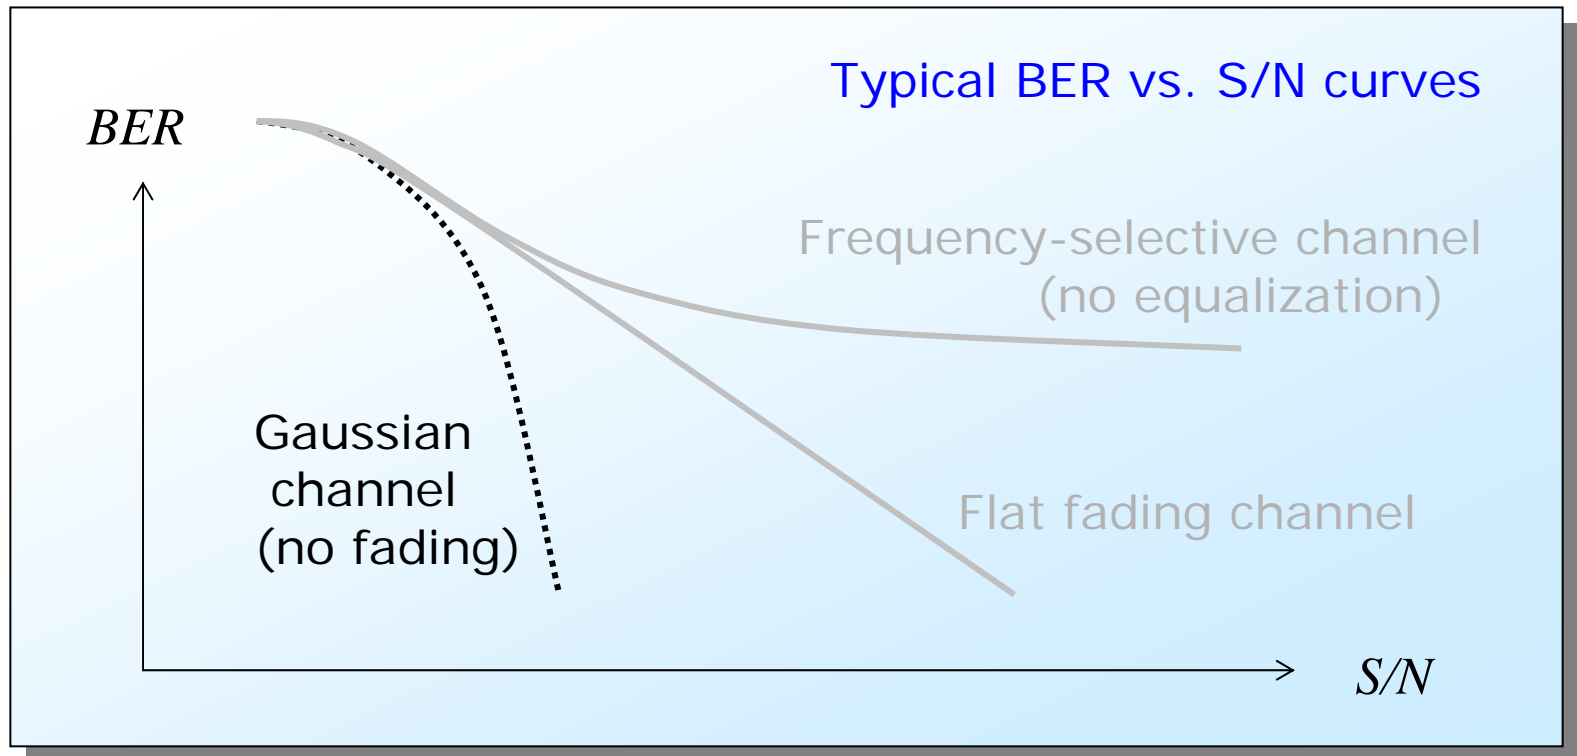 Typical BER vs. S/N curves
BER
Frequency-selective channel
(no equalization)
Gaussian
channel
(no fading)
Flat fading channel
S/N